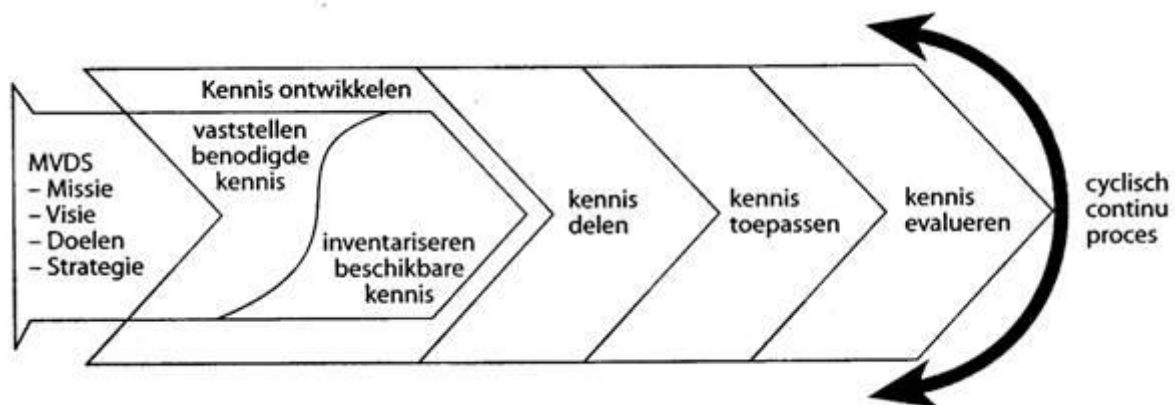 Kennis ontwikkelen
MVDS
– Missie
– Visie
– Doelen
– Strategie
vaststellen
benodigde
kennis
inventariseren
beschikbare
kennis
kennis
delen
kennis
toepassen
kennis
evalueren
cyclisch
continu
proces